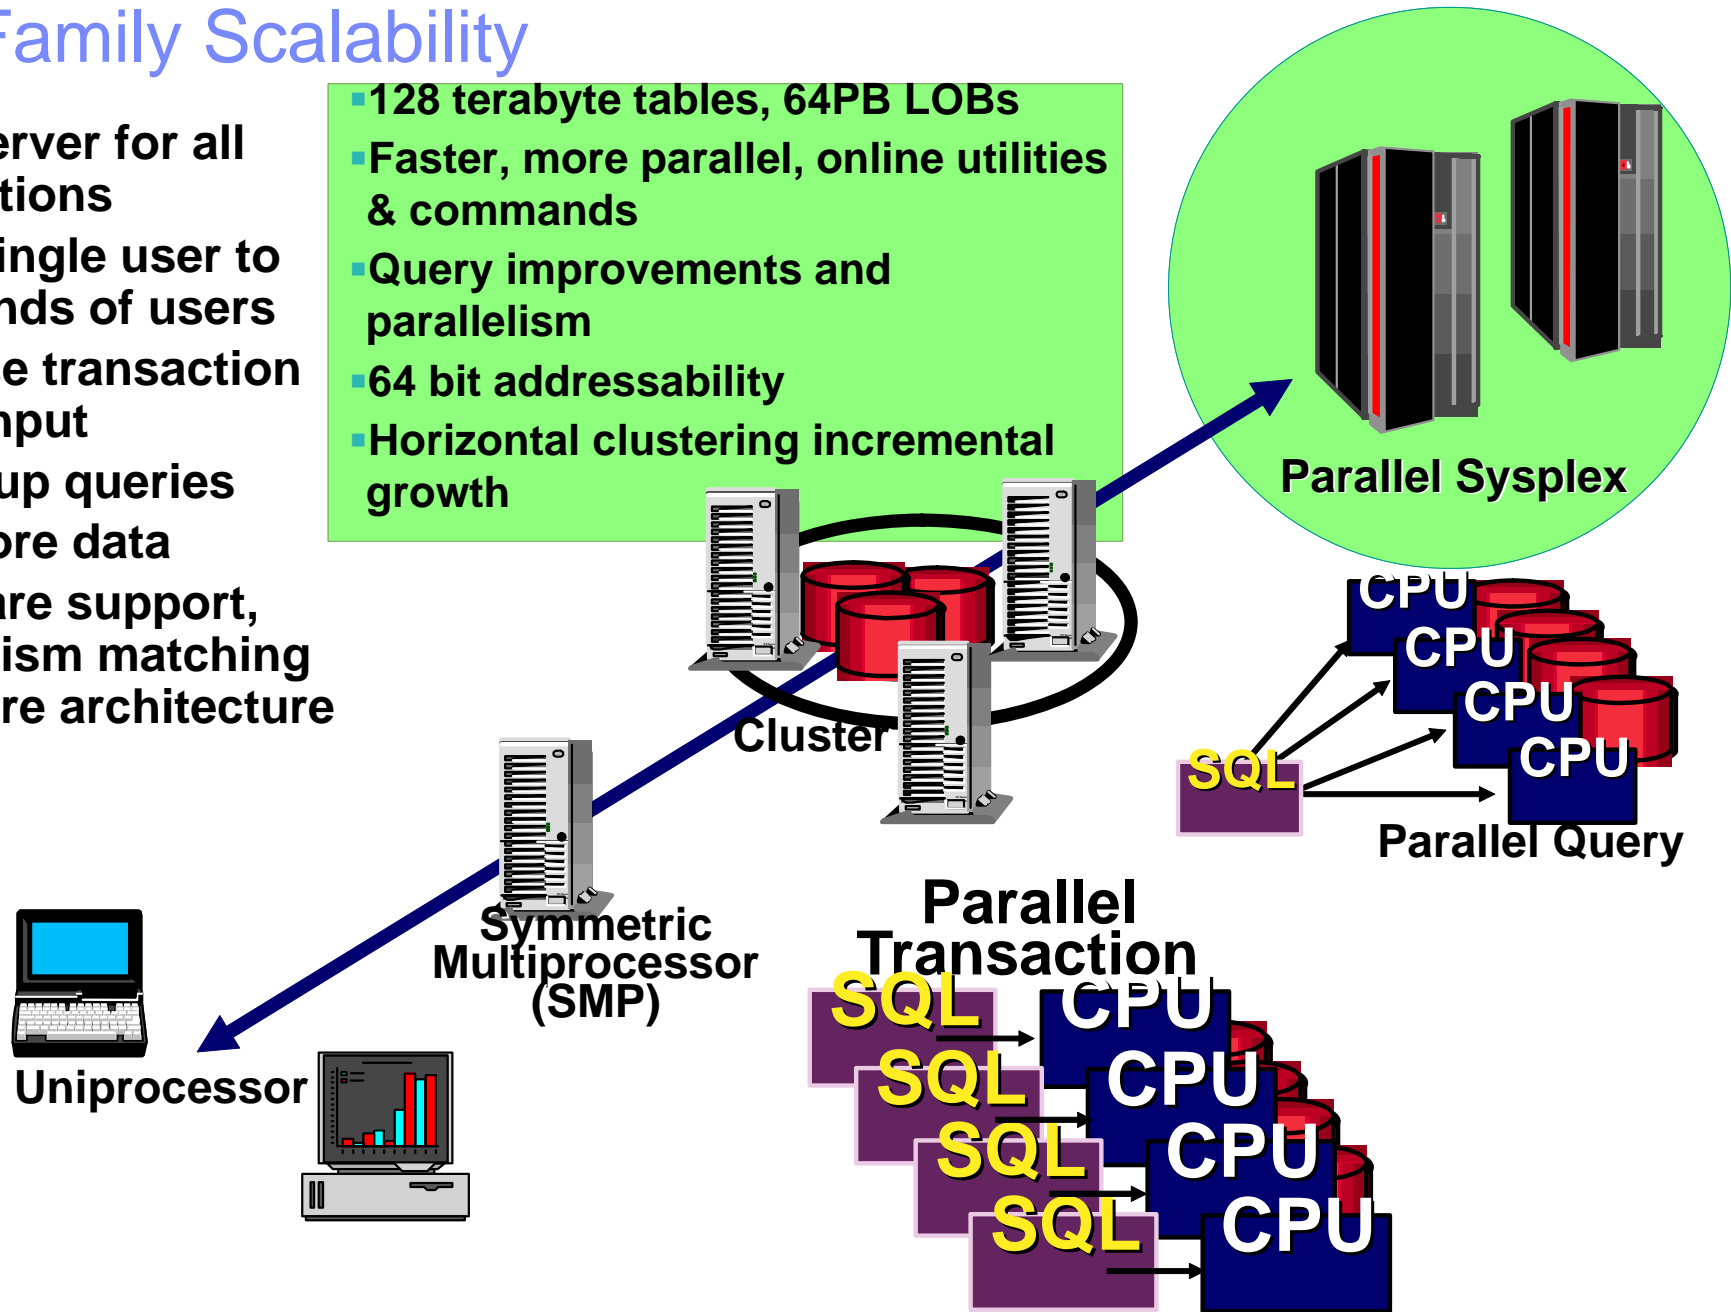 Family Scalability
erver for all
tions
ingle user to
nds of users
e transaction
nput
up queries
ore data
are support,
ism matching
re architecture
▪128 terabyte tables, 64PB LOBs
▪Faster, more parallel, online utilities
& commands
▪Query improvements and
parallelism
▪64 bit addressability
▪Horizontal clustering incremental
growth
Parallel Sysplex
Cluster
Symmetric
Multiprocessor
(SMP)
Uniprocessor
CPU
CPU
CPU
CPU
SQL
Parallel Query
Parallel
Transaction
SQL CPU
SQL CPU
SQL CPU
SQL CPU